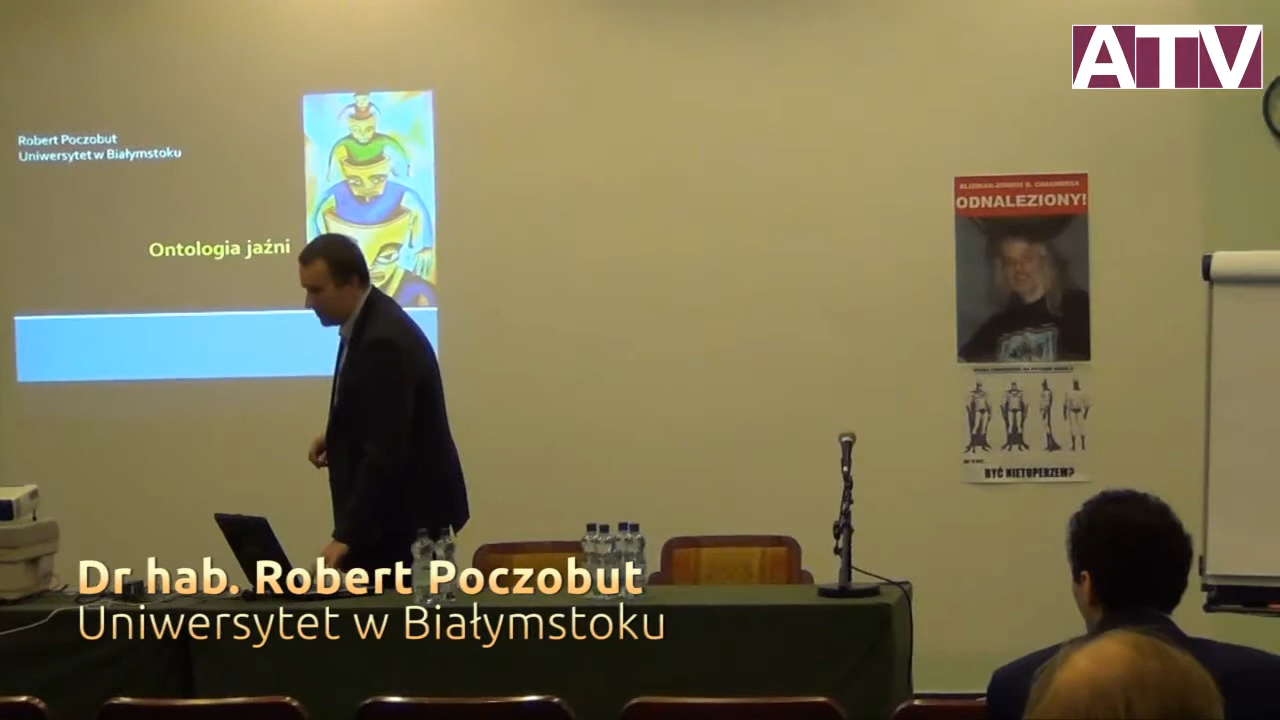 ATV
Robert Poczobut
Uniwersytet w Białymstoku
Ontologia jaźni
ODNALEZIONY!
BYĆ NIETOPERZEM?
Dr hab. Robert Poczobut
Uniwersytet w Białymstoku